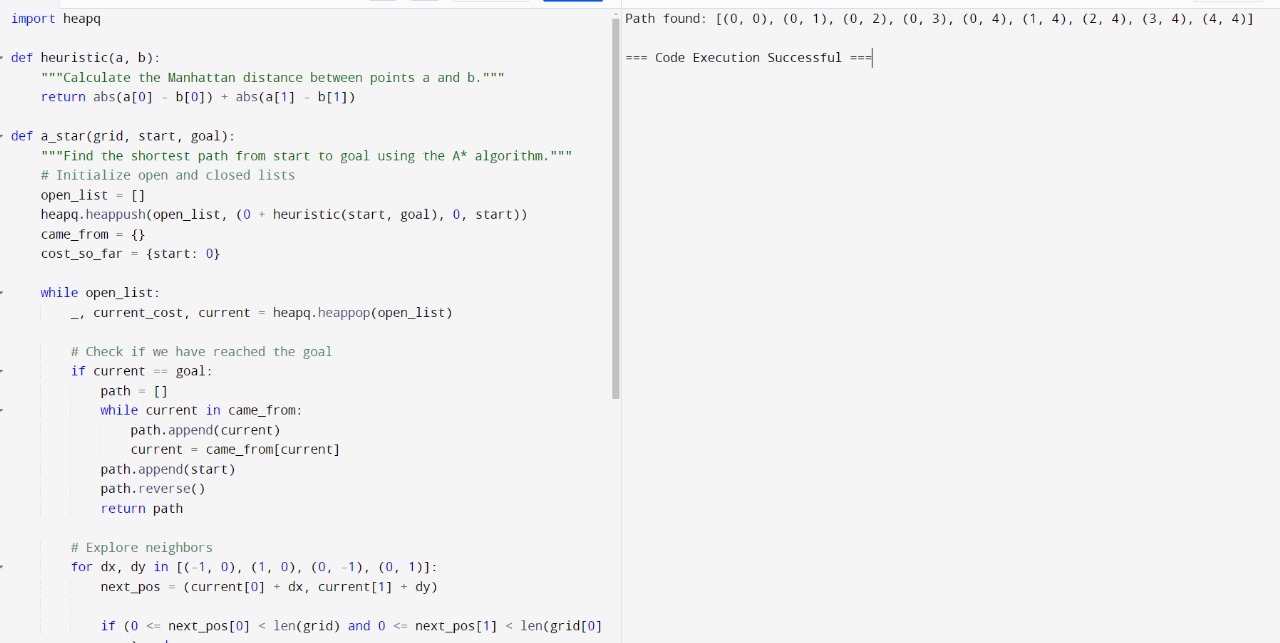 import heapq
def heuristic(a, b):
"""Calculate the Manhattan distance between points a and b."""
return abs(a[0] - b[0]) + abs(a[1] - b[1])
def a_star(grid, start, goal):
"""Find the shortest path from start to goal using the A* algorithm."""
# Initialize open and closed lists
open_list = []
heapq.heappush(open_list, (0 + heuristic(start, goal), 0, start))
came_from = {}
cost_so_far = {start: 0}
while open_list:
_, current_cost, current = heapq.heappop(open_list)
# Check if we have reached the goal
if current == goal:
path = []
while current in came_from:
path.append(current)
current = came_from[current]
path.append(start)
path.reverse()
return path
# Explore neighbors
for dx, dy in [(-1, 0), (1, 0), (0, -1), (0, 1)]:
next_pos = (current[0] + dx, current[1] + dy)
if (0 <= next_pos[0] < len(grid) and 0 <= next_pos[1] < len(grid[0]
Path found: [(0, 0), (0, 1), (0, 2), (0, 3), (0, 4), (1, 4), (2, 4), (3, 4), (4, 4)]
=== Code Execution Successful ===